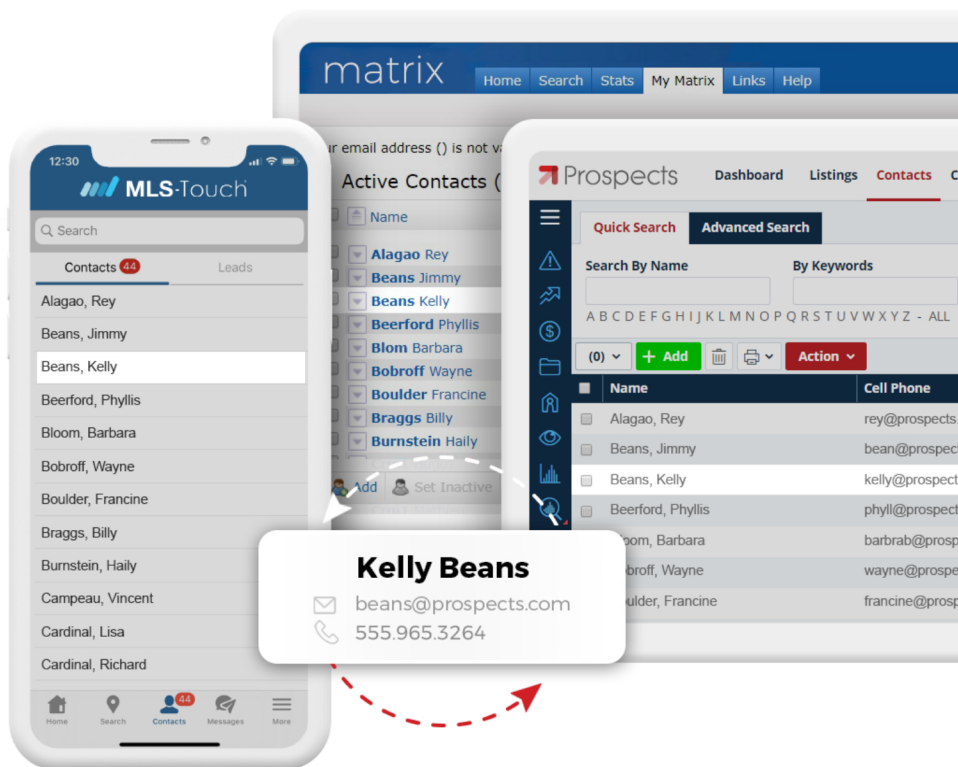 matrix
Home Search Stats My Matrix Links Help
ur email address () is not va
Active Contacts (
Name
Alagao Rey
Beans Jimmy
Beans Kelly
Beerford Phyllis
Blom Barbara
Bobroff Wayne
Boulder Francine
Braggs Billy
Burnstein Haily
Add Set Inactive
12:30
MLS-Touch
Search
Contacts 44 Leads
Alagao, Rey
Beans, Jimmy
Beans, Kelly
Beerford, Phyllis
Bloom, Barbara
Bobroff, Wayne
Boulder, Francine
Braggs, Billy
Burnstein, Haily
Campeau, Vincent
Cardinal, Lisa
Cardinal, Richard
44
Home Search Contacts Messages More
Prospects Dashboard Listings Contacts C
Quick Search Advanced Search
Search By Name By Keywords
A B C D E F G H I J K L M N O P Q R S T U V W X Y Z - ALL
(0) + Add Action
Name Cell Phone
Alagao, Rey rey@prospects.
Beans, Jimmy bean@prospect
Beans, Kelly kelly@prospect
Beerford, Phyllis phyll@prospect
oom, Barbara barbrab@prosp
broff, Wayne wayne@prospe
ulder, Francine francine@prosp
Kelly Beans
beans@prospects.com
555.965.3264